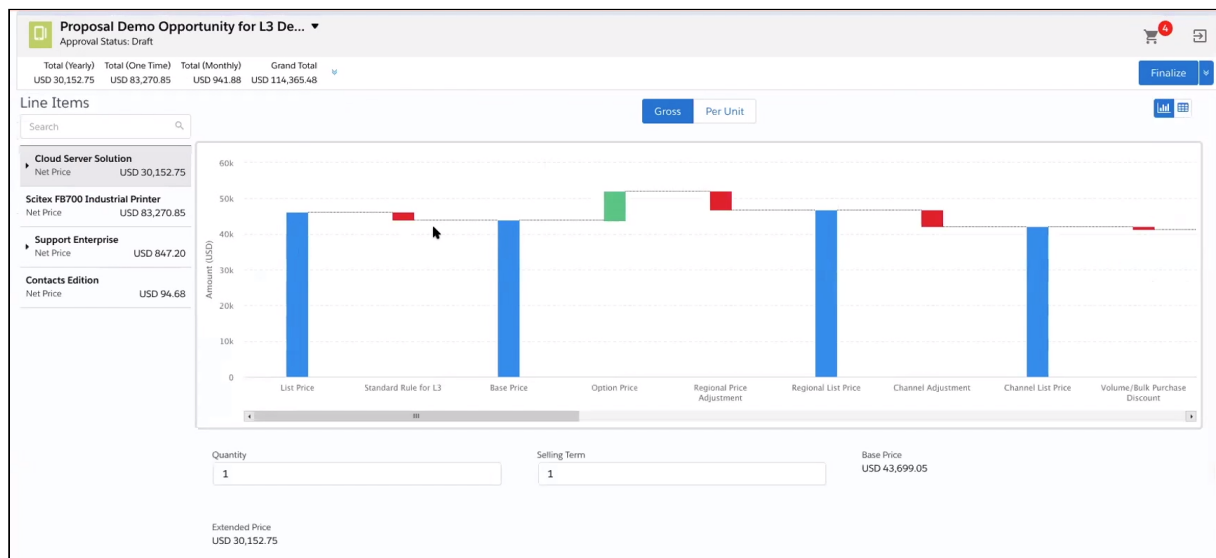 Proposal Demo Opportunity for L3 De...
Approval Status: Draft
4
Total (Yearly) Total (One Time) Total (Monthly) Grand Total
USD 30,152.75 USD 83,270.85 USD 941.88 USD 114,365.48
Finalize
Line Items
Gross Per Unit
Search
Cloud Server Solution
Net Price USD 30,152.75
Scitex FB700 Industrial Printer
Net Price USD 83,270.85
Support Enterprise
Net Price USD 847.20
Contacts Edition
Net Price USD 94.68
Amount (USD)
60k
50k
40k
30k
20k
10k
0
List Price Standard Rule for L3 Base Price Option Price Regional Price Adjustment Regional List Price Channel Adjustment Channel List Price Volume/Bulk Purchase Discount
Quantity Selling Term Base Price
1 1 USD 43,699.05
Extended Price
USD 30,152.75